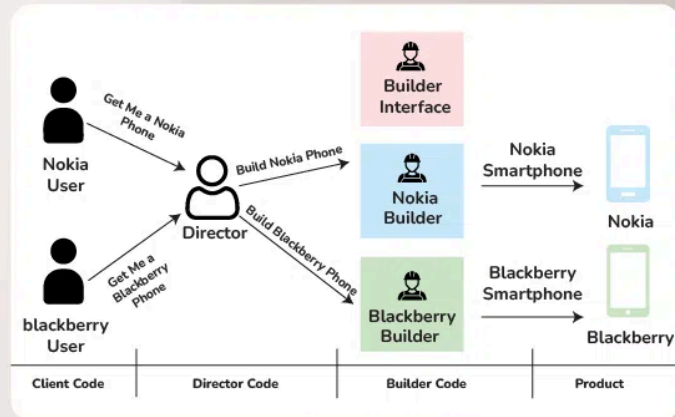 Get Me a Nokia
Phone
Nokia
User
Get Me a
Blackberry
Phone
blackberry
User
Director
Build Nokia Phone
Build Blackberry Phone
Builder
Interface
Nokia
Builder
Blackberry
Builder
Nokia
Smartphone
Blackberry
Smartphone
Nokia
Blackberry
Client Code
Director Code
Builder Code
Product